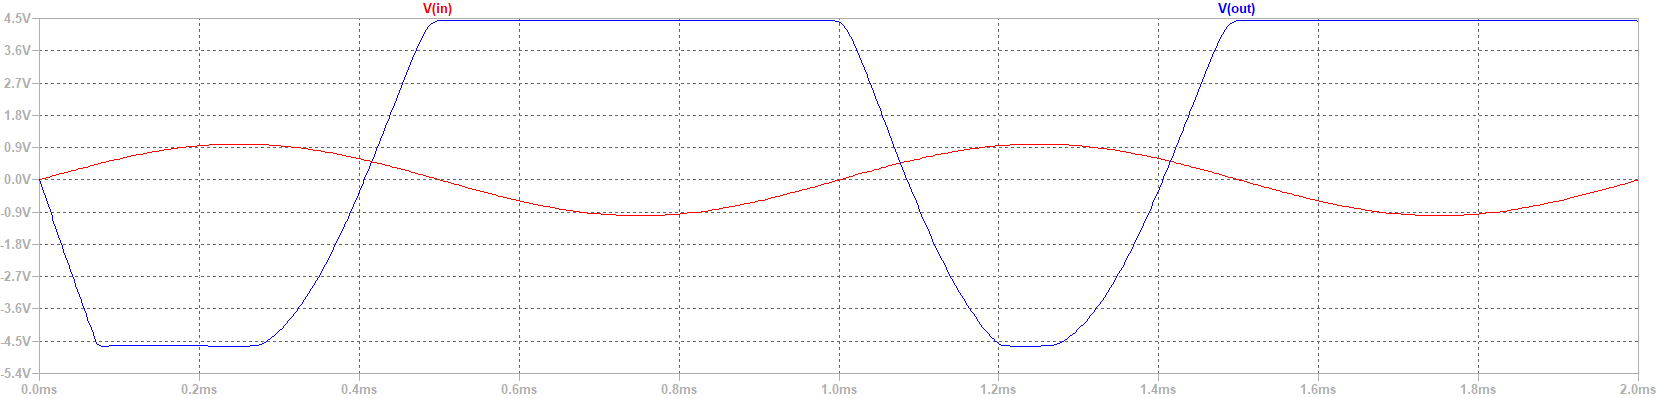 V(in) V(out)
4.5V
3.6V
2.7V
1.8V
0.9V
0.0V
-0.9V
-1.8V
-2.7V
-3.6V
-4.5V
-5.4V
0.0ms 0.2ms 0.4ms 0.6ms 0.8ms 1.0ms 1.2ms 1.4ms 1.6ms 1.8ms 2.0ms